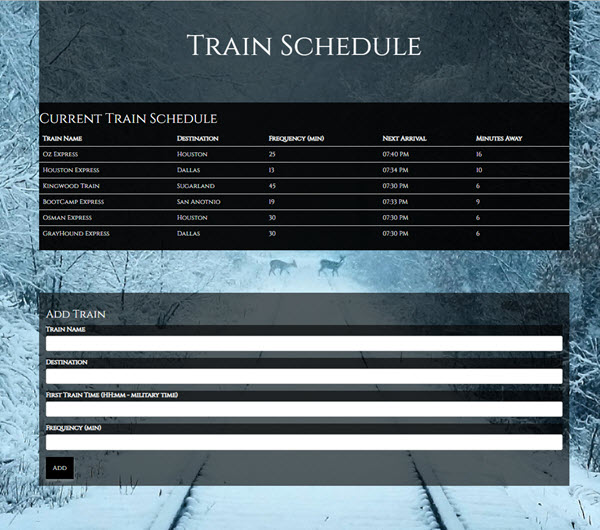 Train Schedule
Current Train Schedule
Train Name Destination Frequency (min) Next Arrival Minutes Away
Oz Express Houston 25 07:40 PM 16
Houston Express Dallas 13 07:34 PM 10
Kingwood Train Sugarland 45 07:30 PM 6
BootCamp Express San Anotnio 19 07:33 PM 9
Osman Express Houston 30 07:30 PM 6
GrayHound Express Dallas 30 07:30 PM 6
Add Train
Train Name
Destination
First Train Time (HH:mm - military time)
Frequency (min)
Add